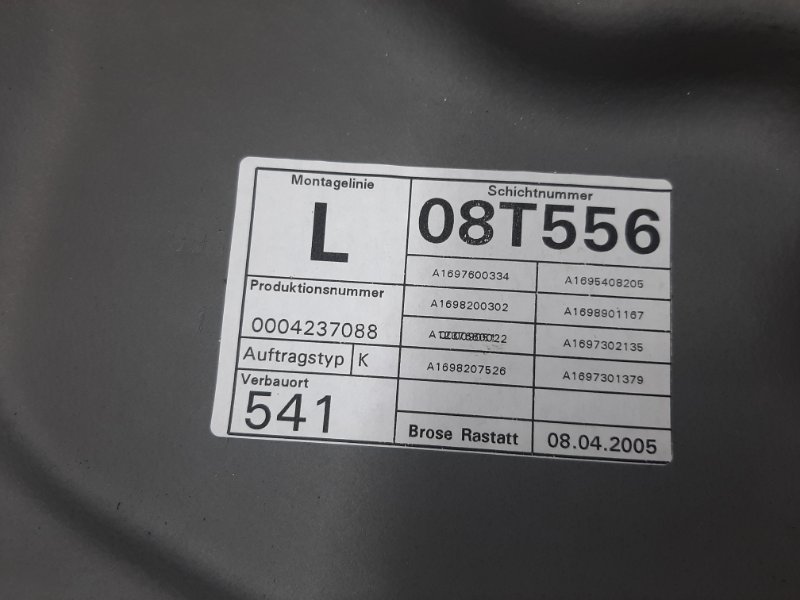 Montagelinie
L
Schichtnummer
08T556
A1697600334 A1695408205
A1698200302 A1698901167
A1697302135
A1698207526 A1697301379
Produktionsnummer
0004237088
Auftragstyp K
Verbauort
541
Brose Rastatt 08.04.2005